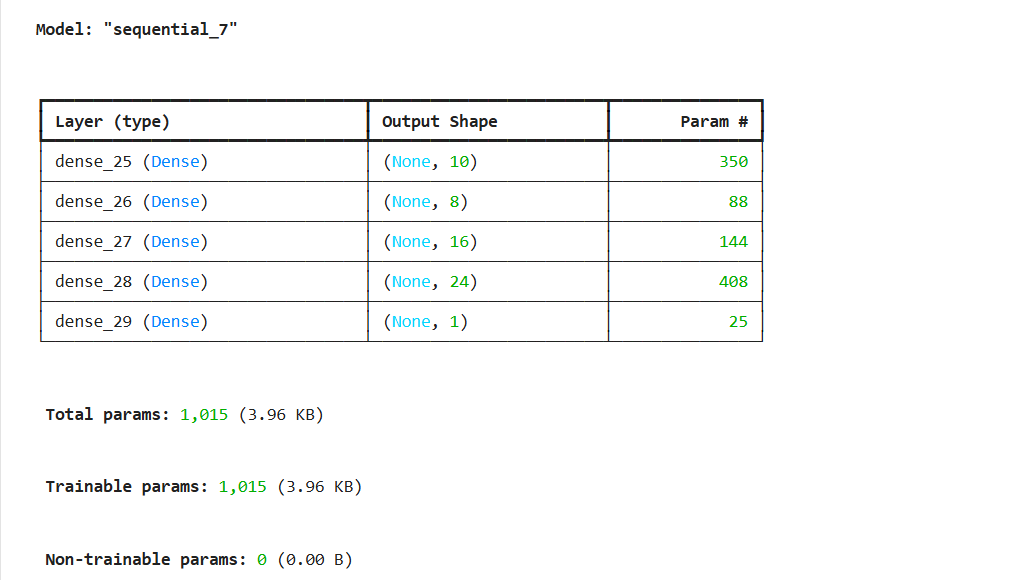 Model: "sequential_7"
Layer (type) Output Shape Param #
dense_25 (Dense) (None, 10) 350
dense_26 (Dense) (None, 8) 88
dense_27 (Dense) (None, 16) 144
dense_28 (Dense) (None, 24) 408
dense_29 (Dense) (None, 1) 25
Total params: 1,015 (3.96 KB)
Trainable params: 1,015 (3.96 KB)
Non-trainable params: 0 (0.00 B)